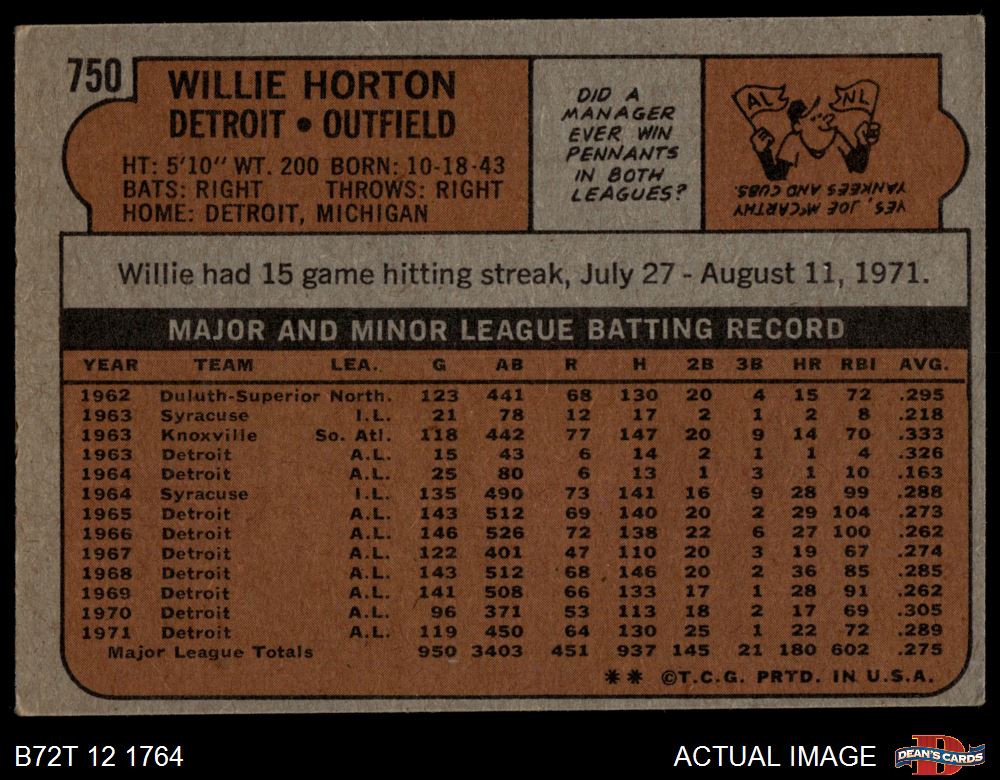 750
WILLIE HORTON
DETROIT • OUTFIELD
HT: 5'10" WT. 200 BORN: 10-18-43
BATS: RIGHT THROWS: RIGHT
HOME: DETROIT, MICHIGAN
DID A
MANAGER
EVER WIN
PENNANTS
IN BOTH
LEAGUES?
AL NL
YES, JOE McCARTHY
YANKEES AND CUBS.
Willie had 15 game hitting streak, July 27 - August 11, 1971.
MAJOR AND MINOR LEAGUE BATTING RECORD
YEAR TEAM LEA. G AB R H 2B 3B HR RBI AVG.
1962 Duluth-Superior North. 123 441 68 130 20 4 15 72 .295
1963 Syracuse I.L. 21 78 12 17 2 1 2 8 .218
1963 Knoxville So. Atl. 118 442 77 147 20 9 14 70 .333
1963 Detroit A.L. 15 43 6 14 2 1 1 4 .326
1964 Detroit A.L. 25 80 6 13 1 3 1 10 .163
1964 Syracuse I.L. 135 490 73 141 16 9 28 99 .288
1965 Detroit A.L. 143 512 69 140 20 2 29 104 .273
1966 Detroit A.L. 146 526 72 138 22 6 27 100 .262
1967 Detroit A.L. 122 401 47 110 20 3 19 67 .274
1968 Detroit A.L. 143 512 68 146 20 2 36 85 .285
1969 Detroit A.L. 141 508 66 133 17 1 28 91 .262
1970 Detroit A.L. 96 371 53 113 18 2 17 69 .305
1971 Detroit A.L. 119 450 64 130 25 1 22 72 .289
Major League Totals 950 3403 451 937 145 21 180 602 .275
** ©T.C.G. PRTD. IN U.S.A.
B72T 12 1764
ACTUAL IMAGE
D
DEAN'S CARDS